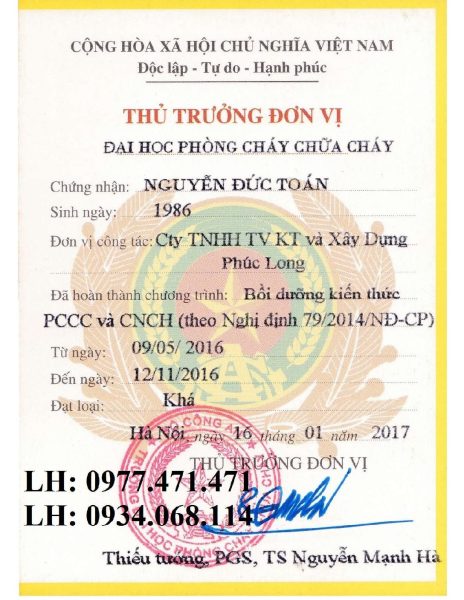 CỘNG HÒA XÃ HỘI CHỦ NGHĨA VIỆT NAM
Độc lập - Tự do - Hạnh phúc
THỦ TRƯỞNG ĐƠN VỊ
ĐẠI HỌC PHÒNG CHÁY CHỮA CHÁY
Chứng nhận: NGUYỄN ĐỨC TOÁN
Sinh ngày: 1986
Đơn vị công tác: Cty TNHH TV KT và Xây Dựng
Phúc Long
Đã hoàn thành chương trình: Bồi dưỡng kiến thức
PCCC và CNCH (theo Nghị định 79/2014/NĐ-CP)
Từ ngày: 09/05/ 2016
Đến ngày: 12/11/2016
Đạt loại: Khá
Hà Nội, ngày 16 tháng 01 năm 2017
THỦ TRƯỞNG ĐƠN VỊ
LH: 0977.471.471
LH: 0934.068.114
Thiếu tướng, PGS, TS Nguyễn Mạnh Hà